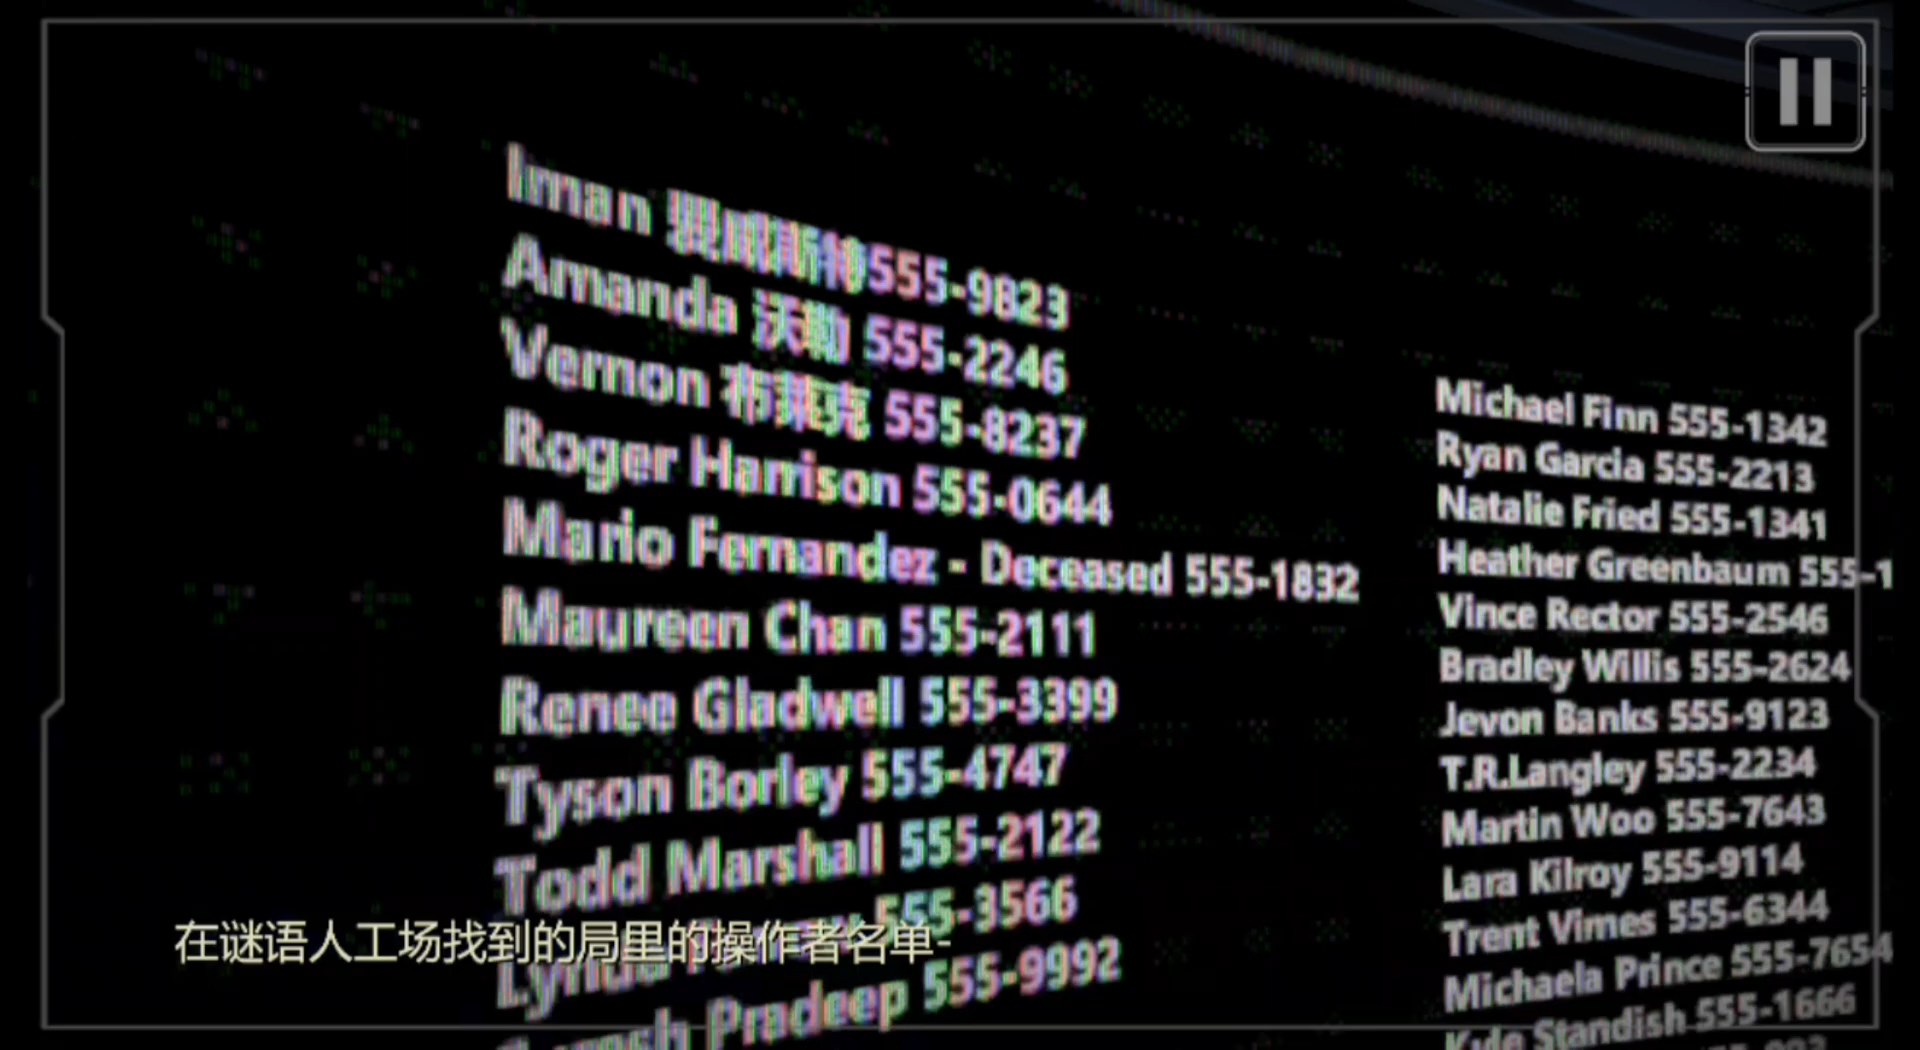 Iman 斯特555-9823
Amanda 沃勒 555-2246
Vernon 布莱克 555-8237
Roger Harrison 555-0644
Mario Fernandez - Deceased 555-1832
Maureen Chan 555-2111
Renee Gladwell 555-3399
Tyson Borley 555-4747
Todd Marshall 555-2122
555-3566
Pradeep 555-9992
Michael Finn 555-1342
Ryan Garcia 555-2213
Natalie Fried 555-1341
Heather Greenbaum 555-1
Vince Rector 555-2546
Bradley Willis 555-2624
Jevon Banks 555-9123
T.R.Langley 555-2234
Martin Woo 555-7643
Lara Kilroy 555-9114
Trent Vimes 555-6344
Michaela Prince 555-7654
Kyle Standish 555-1666
在谜语人工场找到的局里的操作者名单-